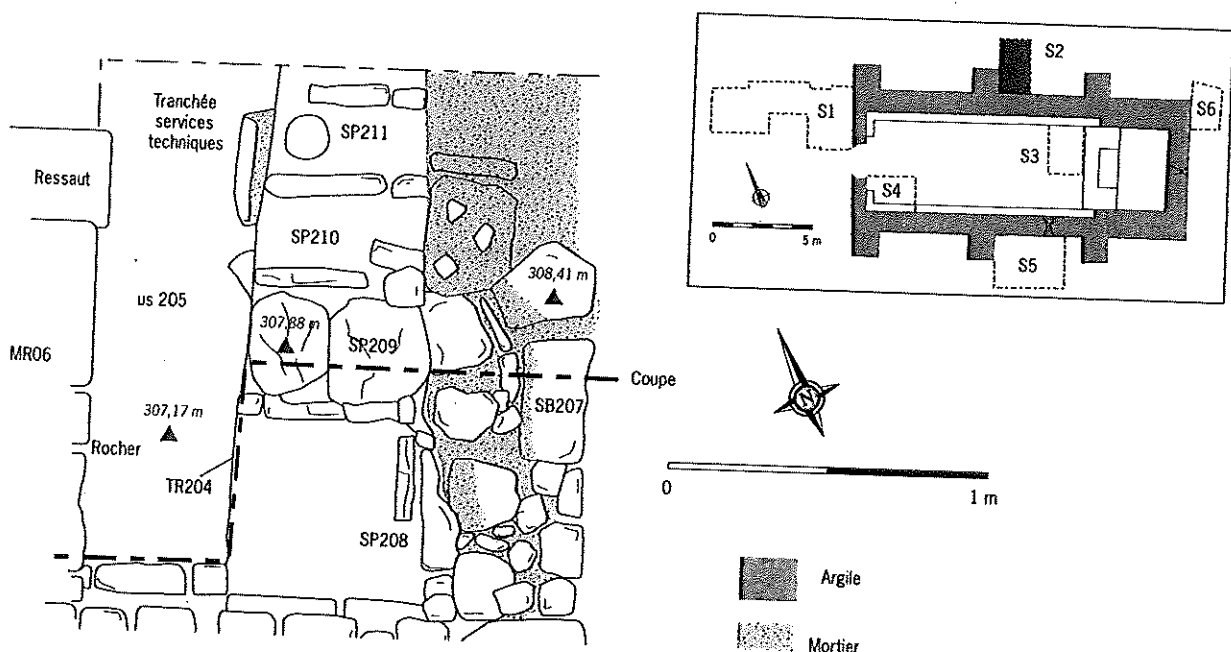 Tranchée
services
techniques
SP211
Ressaut
SP210
308,41 m
us 205
307,88 m
SP209
MR06
Coupe
SB207
307,17 m
Rocher
TR204
SP208
S2
S1
S6
S3
S4
0
5 m
S5
N
0
1 m
Argile
Mortier